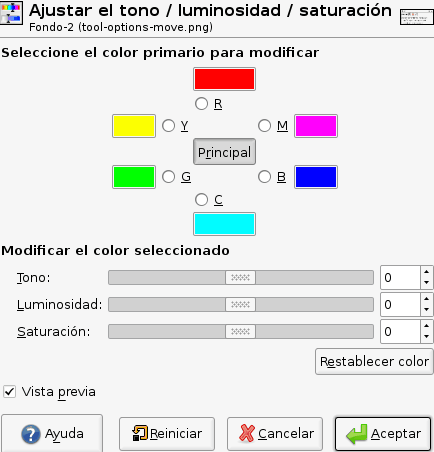 Ajustar el tono / luminosidad / saturación
Fondo-2 (tool-options-move.png)
Seleccione el color primario para modificar
R
Y
M
Principal
G
B
C
Modificar el color seleccionado
Tono:
0
Luminosidad:
0
Saturación:
0
Restablecer color
Vista previa
Ayuda
Reiniciar
Cancelar
Aceptar